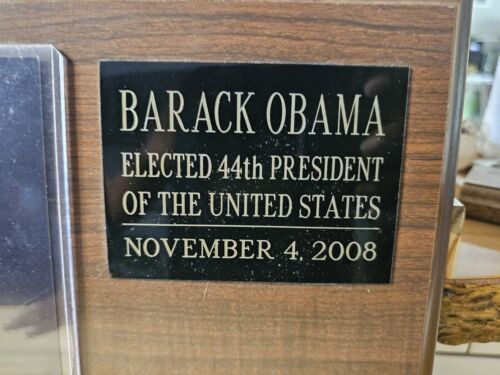 BARACK OBAMA
ELECTED 44th PRESIDENT
OF THE UNITED STATES
NOVEMBER 4, 2008